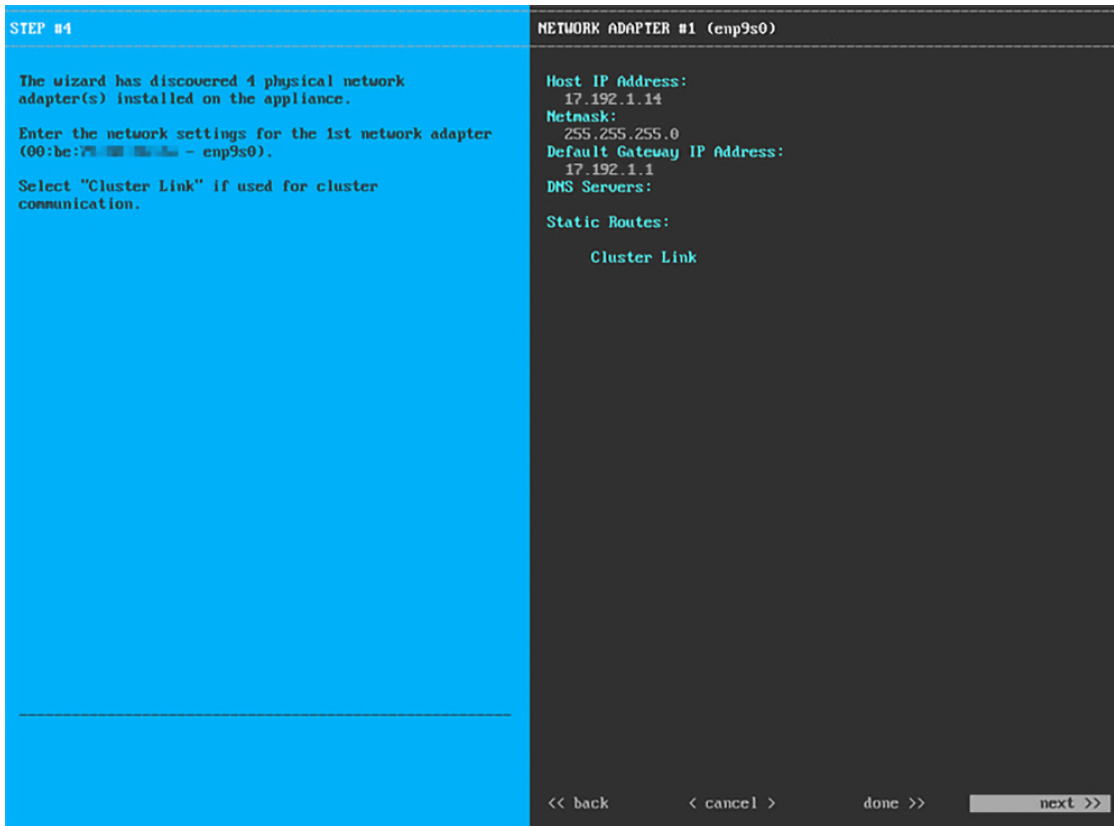 STEP #4
The wizard has discovered 4 physical network
adapter(s) installed on the appliance.
Enter the network settings for the 1st network adapter
(00:be: - enp9s0).
Select "Cluster Link" if used for cluster
communication.
NETWORK ADAPTER #1 (enp9s0)
Host IP Address:
17.192.1.14
Netmask:
255.255.255.0
Default Gateway IP Address:
17.192.1.1
DNS Servers:
Static Routes:
Cluster Link
<< back < cancel > done >> next >>